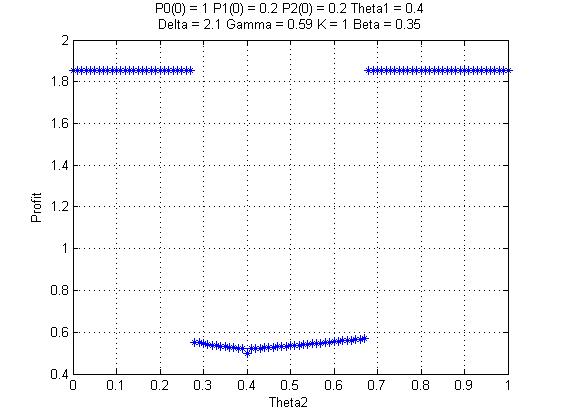 P0(0) = 1 P1(0) = 0.2 P2(0) = 0.2 Theta1 = 0.4
Delta = 2.1 Gamma = 0.59 K = 1 Beta = 0.35
2
1.8
1.6
1.4
1.2
1
0.8
0.6
0.4
Profit
0 0.1 0.2 0.3 0.4 0.5 0.6 0.7 0.8 0.9 1
Theta2